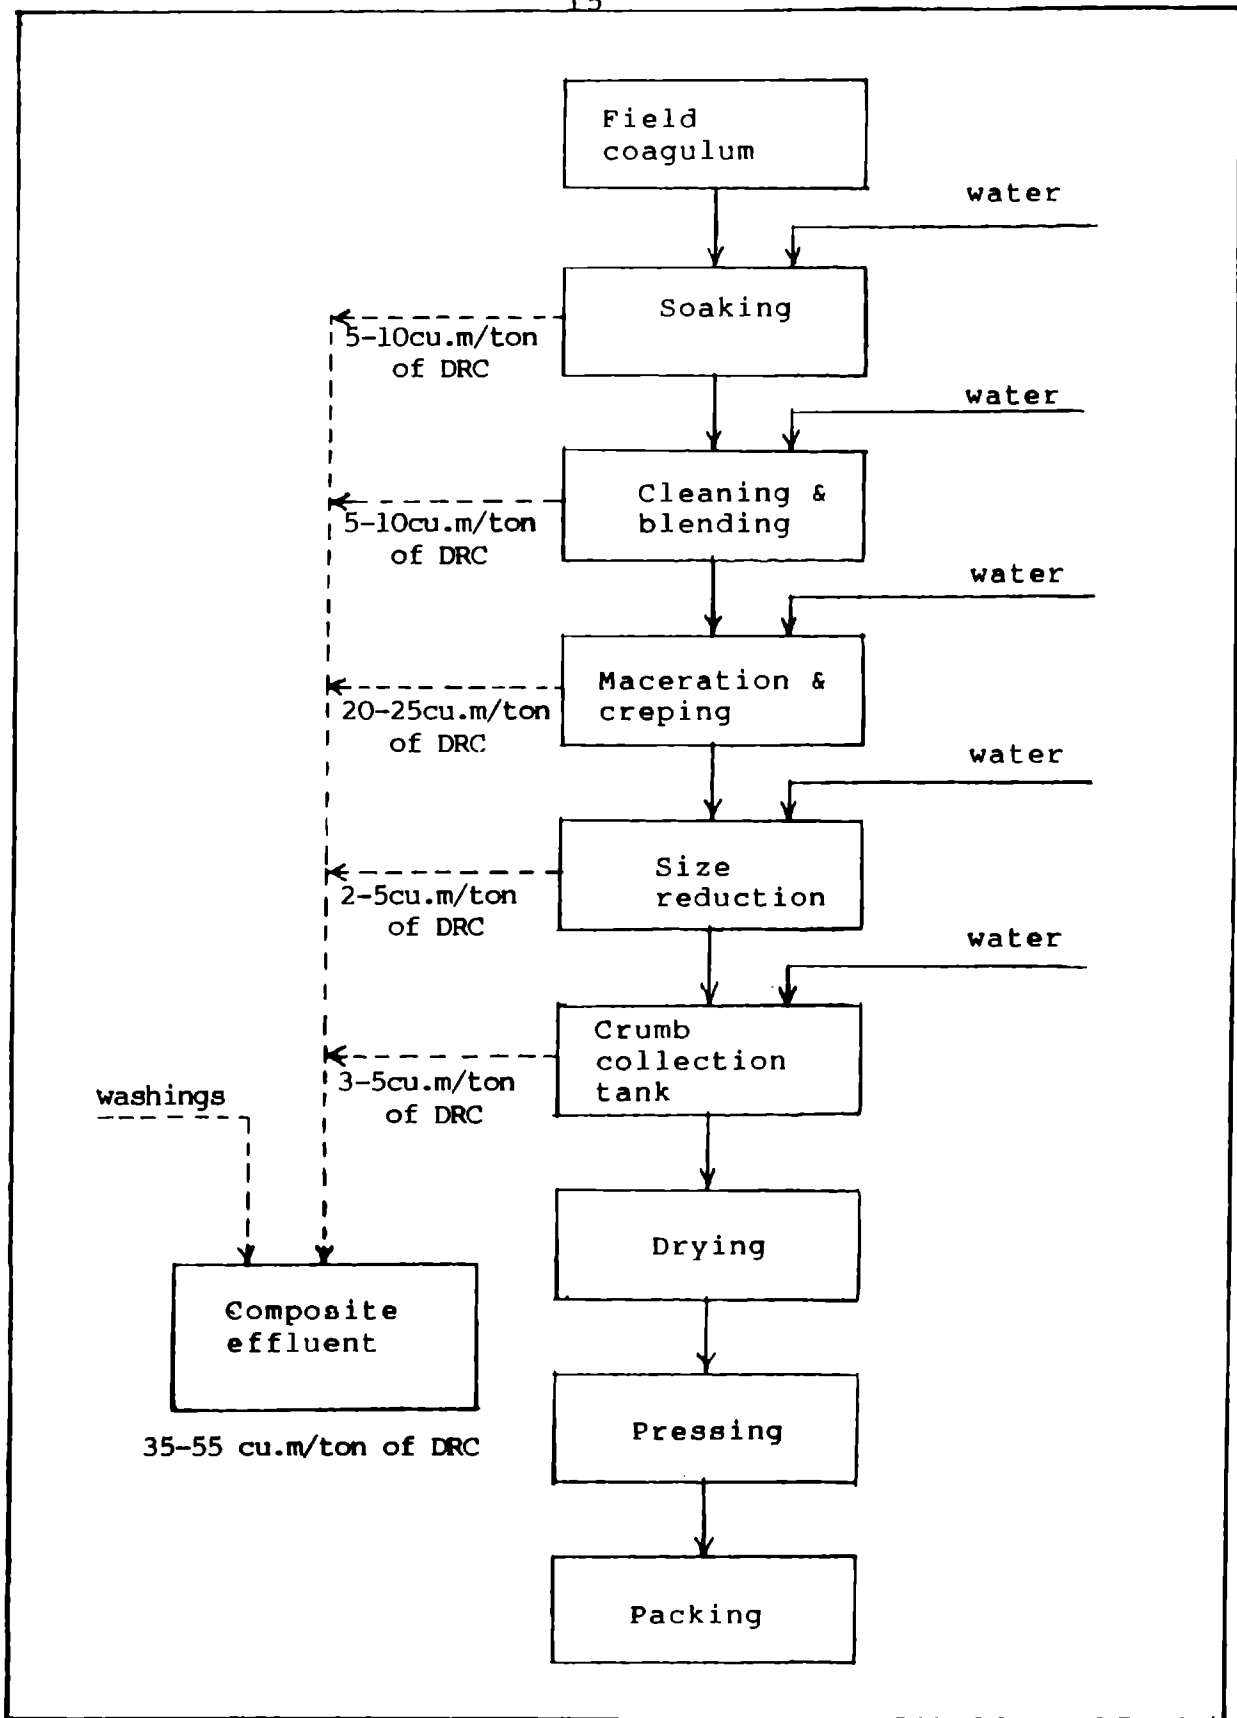 Field
coagulum
water
Soaking
5-10cu.m/ton
of DRC
water
Cleaning &
blending
5-10cu.m/ton
of DRC
water
Maceration &
creping
20-25cu.m/ton
of DRC
water
Size
reduction
2-5cu.m/ton
of DRC
water
Crumb
collection
tank
3-5cu.m/ton
of DRC
washings
Drying
Composite
effluent
35-55 cu.m/ton of DRC
Pressing
Packing